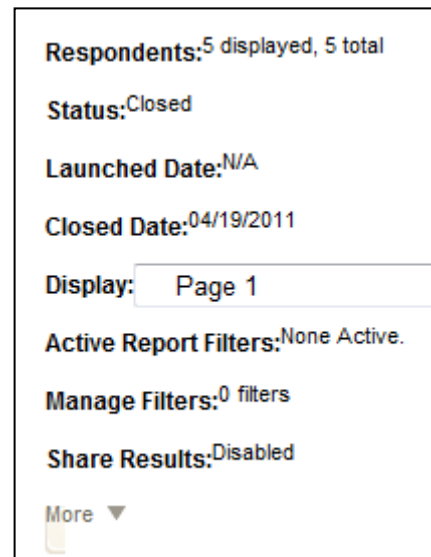 Respondents:5 displayed, 5 total
Status:Closed
Launched Date:N/A
Closed Date:04/19/2011
Display: Page 1
Active Report Filters:None Active.
Manage Filters:0 filters
Share Results:Disabled
More ▼